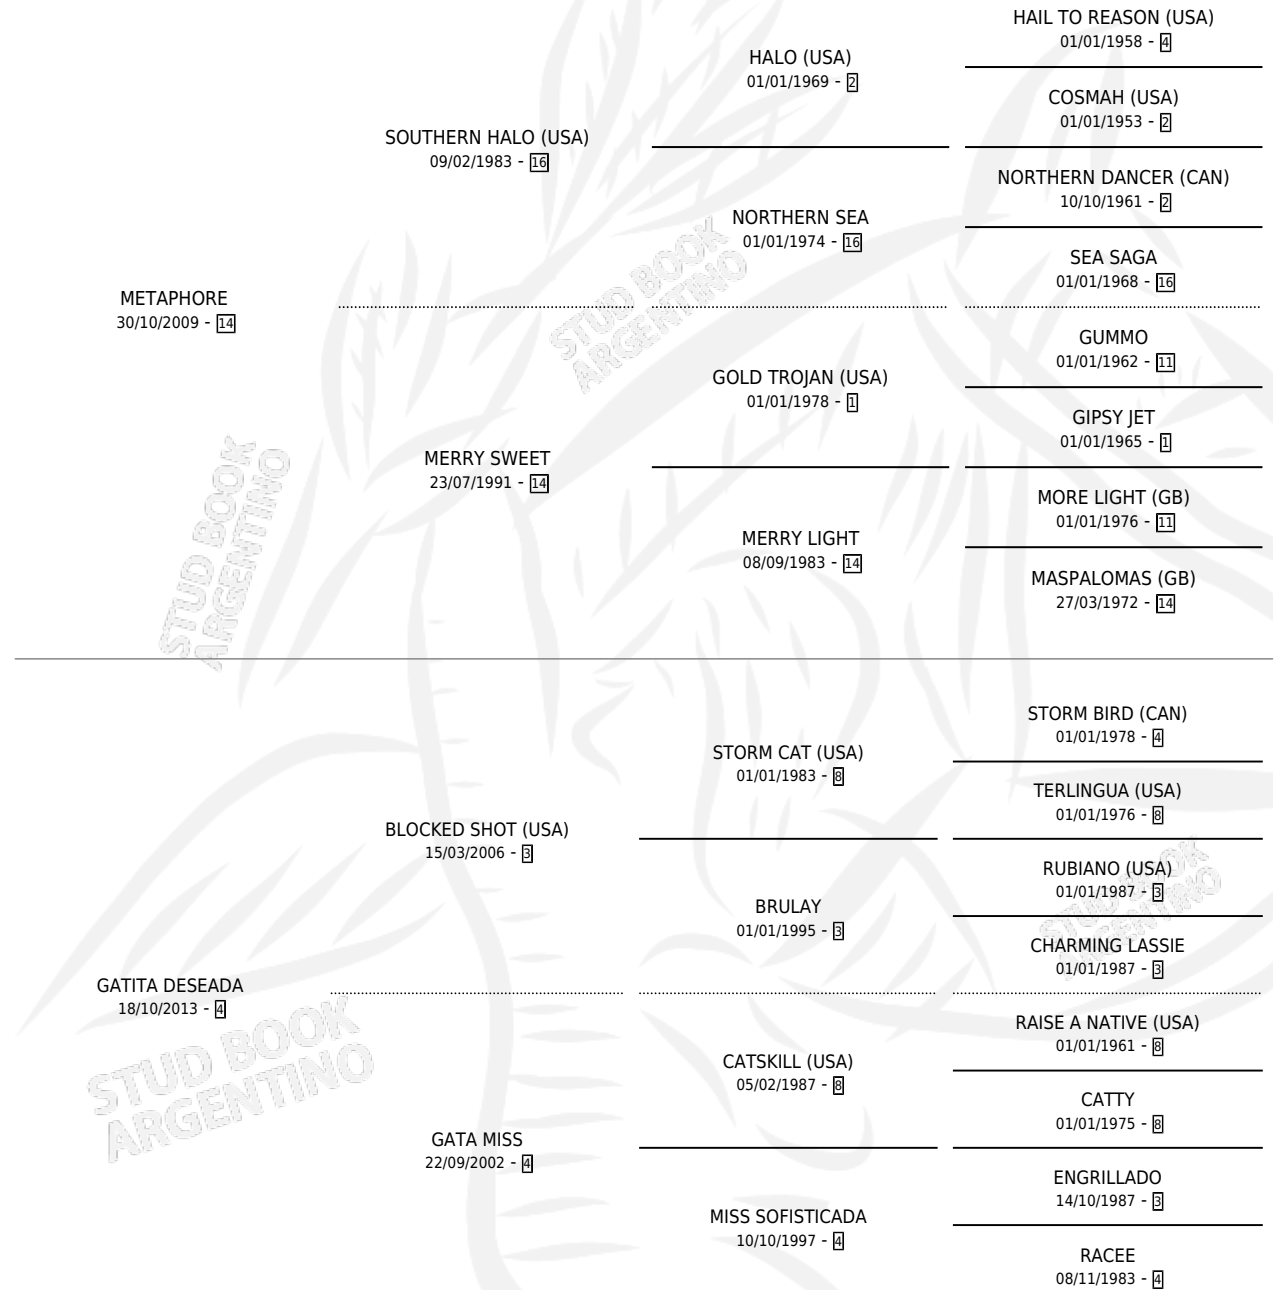 HAIL TO REASON (USA)
01/01/1958 - 4
HALO (USA)
01/01/1969 - 2
COSMAH (USA)
01/01/1953 - 2
SOUTHERN HALO (USA)
09/02/1983 - 16
NORTHERN DANCER (CAN)
10/10/1961 - 2
NORTHERN SEA
01/01/1974 - 16
SEA SAGA
01/01/1968 - 16
METAPHORE
30/10/2009 - 14
GUMMO
01/01/1962 - 11
GOLD TROJAN (USA)
01/01/1978 - 1
GIPSY JET
01/01/1965 - 1
MERRY SWEET
23/07/1991 - 14
MORE LIGHT (GB)
01/01/1976 - 11
MERRY LIGHT
08/09/1983 - 14
MASPALOMAS (GB)
27/03/1972 - 14
STORM BIRD (CAN)
01/01/1978 - 4
STORM CAT (USA)
01/01/1983 - 8
TERLINGUA (USA)
01/01/1976 - 8
BLOCKED SHOT (USA)
15/03/2006 - 3
RUBIANO (USA)
01/01/1987 - 3
BRULAY
01/01/1995 - 3
CHARMING LASSIE
01/01/1987 - 3
GATITA DESEADA
18/10/2013 - 4
RAISE A NATIVE (USA)
01/01/1961 - 8
CATSKILL (USA)
05/02/1987 - 8
CATTY
01/01/1975 - 8
GATA MISS
22/09/2002 - 4
ENGRILLADO
14/10/1987 - 3
MISS SOFISTICADA
10/10/1997 - 4
RACEE
08/11/1983 - 4
STUD BOOK
ARGENTINO
STUD BOOK
ARGENTINO
STUD BOOK
ARGENTINO
STUD BOOK
ARGENTINO